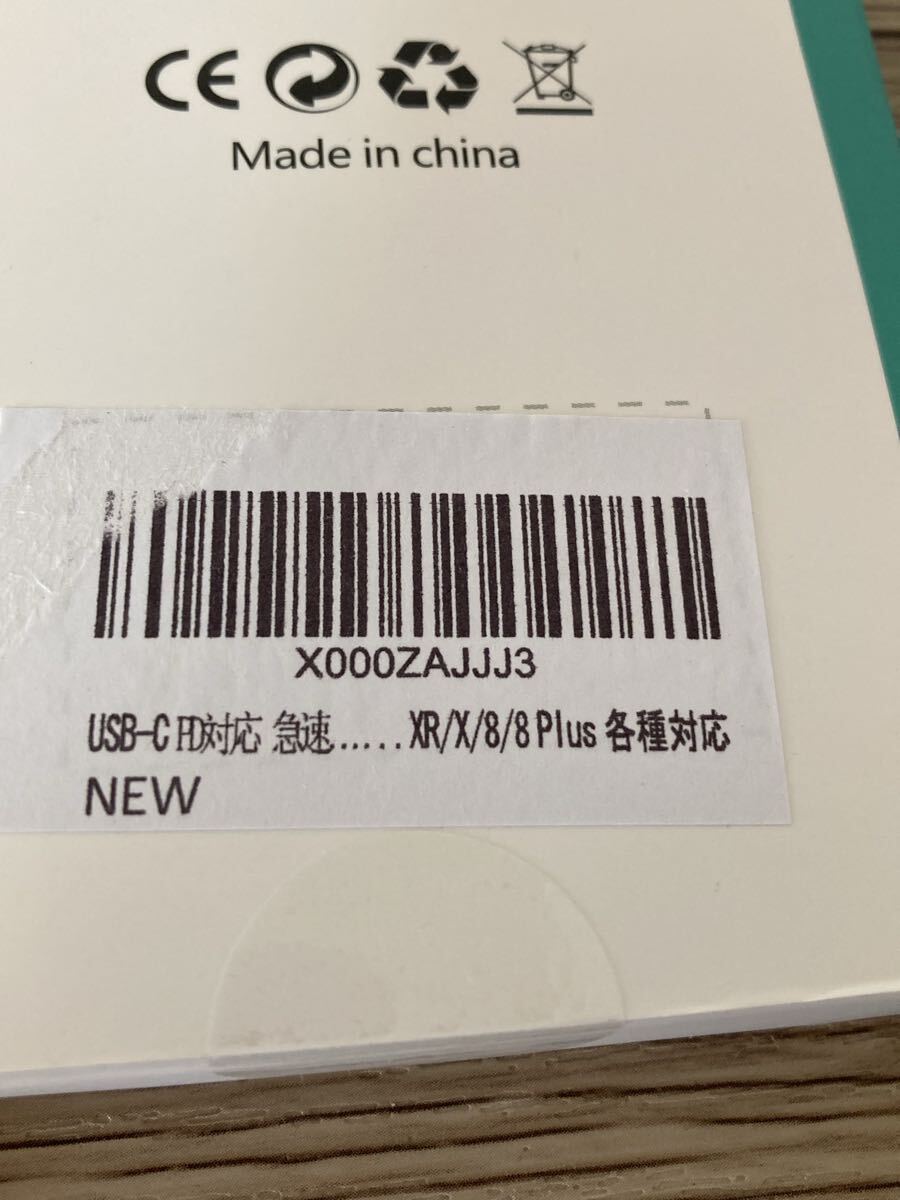 CE
Made in china
X000ZAJJJ3
USB-C PD対応 急速.....XR/X/8/8 Plus 各種対応
NEW